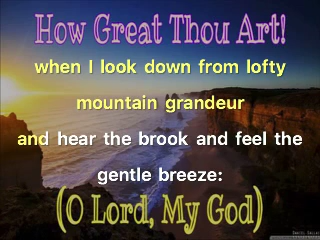 How Great Thou Art!
when I look down from lofty
mountain grandeur
and hear the brook and feel the
gentle breeze:
(O Lord, My God)